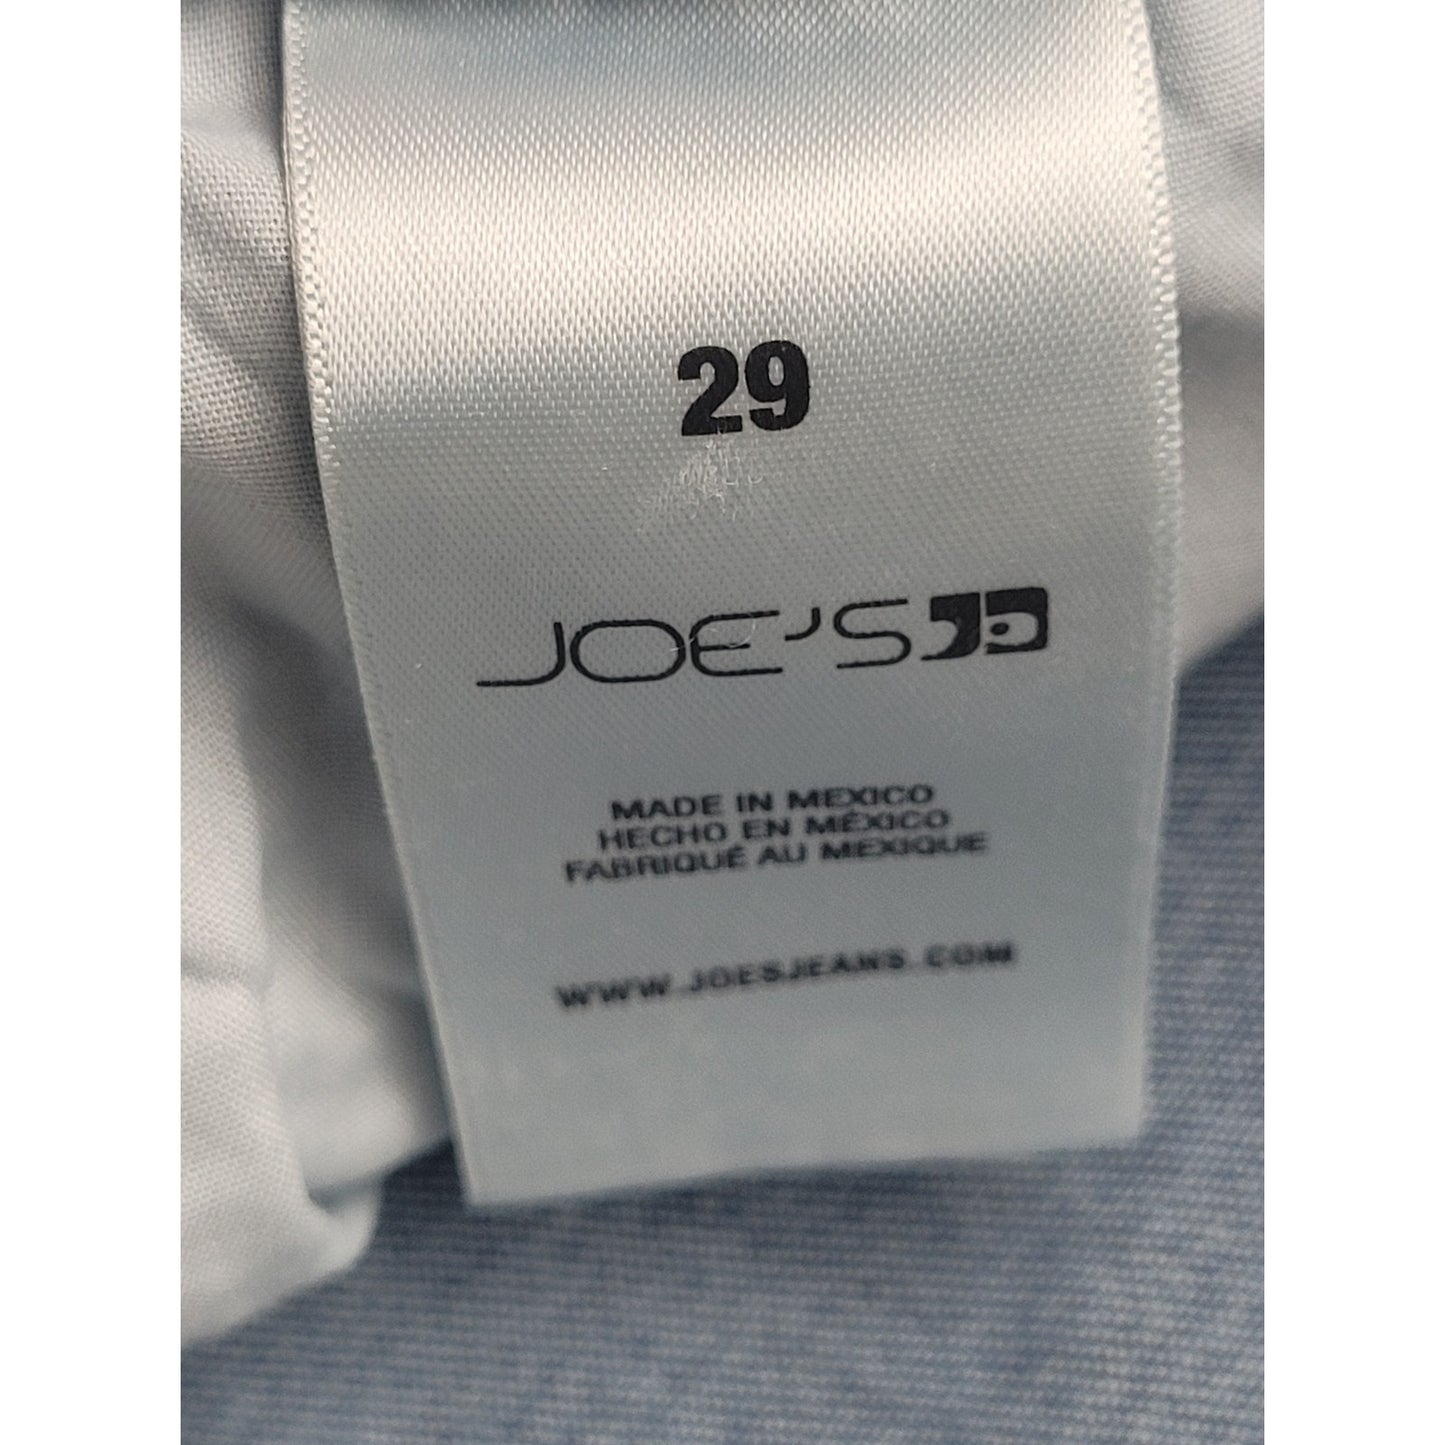 29
JOE'S
MADE IN MEXICO
HECHO EN MÉXICO
FABRIQUÉ AU MEXIQUE
WWW.JOESJEANS.COM